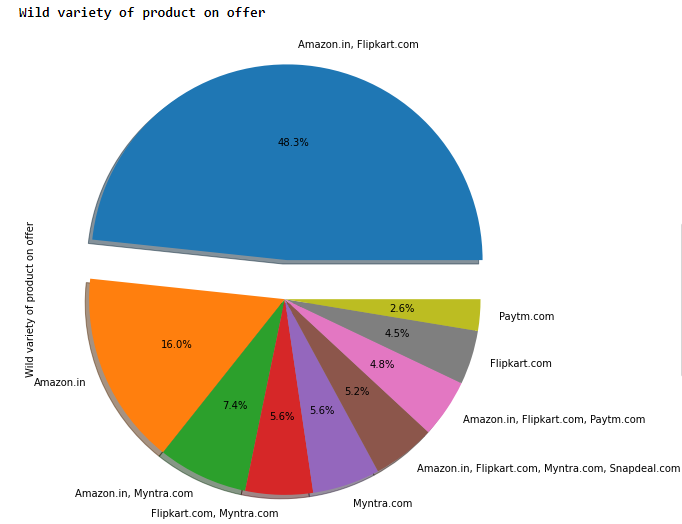 Wild variety of product on offer
Amazon.in, Flipkart.com
48.3%
Wild variety of product on offer
2.6%
Paytm.com
4.5%
Flipkart.com
16.0%
4.8%
Amazon.in
5.2%
7.4%
5.6%
5.6%
Amazon.in, Flipkart.com, Paytm.com
Amazon.in, Flipkart.com, Myntra.com, Snapdeal.com
Amazon.in, Myntra.com
Myntra.com
Flipkart.com, Myntra.com